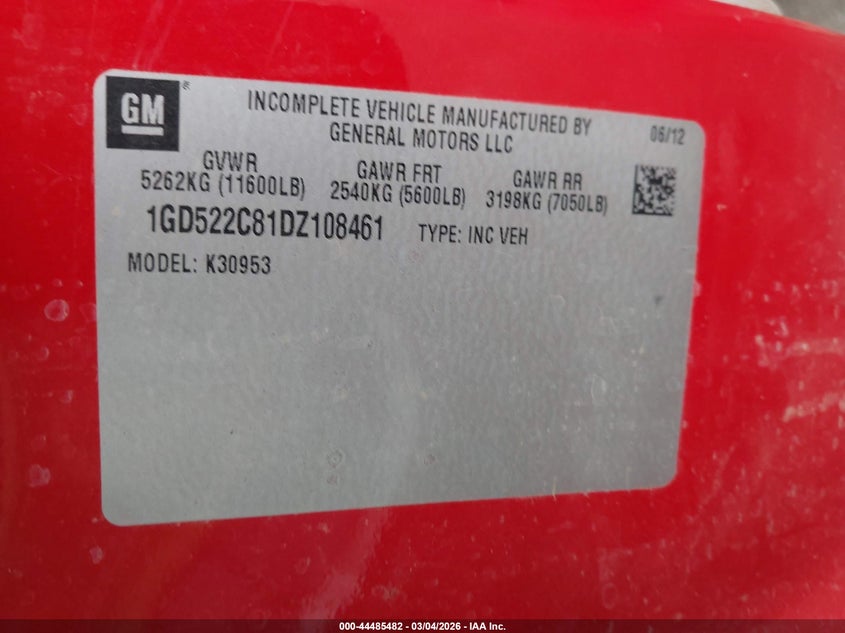 GM®
INCOMPLETE VEHICLE MANUFACTURED BY
GENERAL MOTORS LLC
06/12
GVWR
5262KG (11600LB)
GAWR FRT
2540KG (5600LB)
GAWR RR
3198KG (7050LB)
1GD522C81DZ108461 TYPE: INC VEH
MODEL: K30953
000-44485482 - 03/04/2026 - IAA Inc.